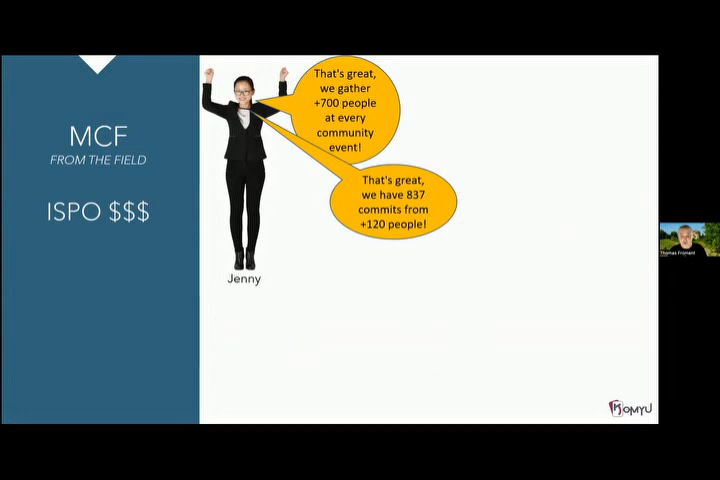 MCF
FROM THE FIELD
ISPO $$$
That's great,
we gather
+700 people
at every
community
event!
That's great,
we have 837
commits from
+120 people!
Jenny
KOMYU
Thomas Froment